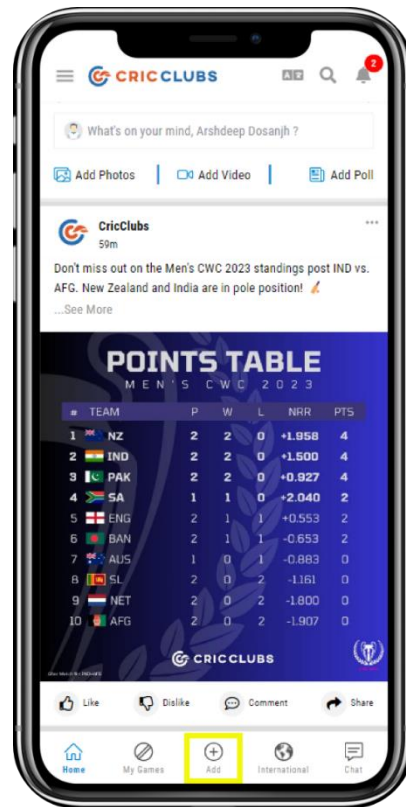 CRICCLUBS
2
What's on your mind, Arshdeep Dosanjh ?
Add Photos Add Video Add Poll
CricClubs
59m
Don't miss out on the Men's CWC 2023 standings post IND vs.
AFG. New Zealand and India are in pole position!
...See More
POINTS TABLE
MEN'S CWC 2023
# TEAM P W L NRR PTS
1 NZ 2 2 0 +1.958 4
2 IND 2 2 0 +1.500 4
3 PAK 2 2 0 +0.927 4
4 SA 1 1 0 +2.040 2
5 ENG 2 1 1 +0.553 2
6 BAN 2 1 1 -0.653 2
7 AUS 1 0 1 -0.883 0
8 SL 2 0 2 -1.161 0
9 NET 2 0 2 -1.800 0
10 AFG 2 0 2 -1.907 0
CRICCLUBS
Like Dislike Comment Share
Home My Games Add International Chat